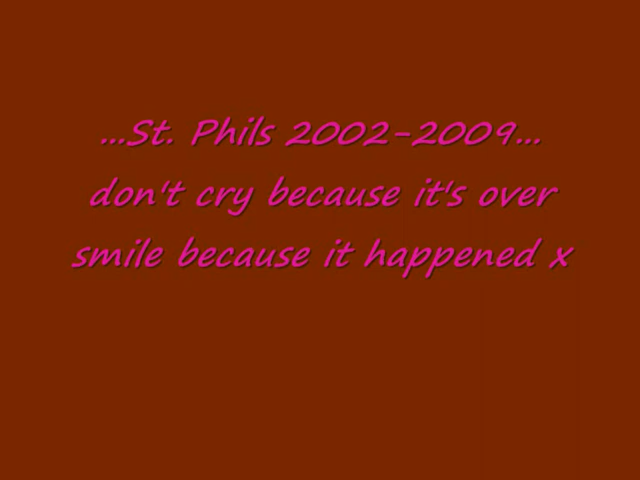 ...St. Phils 2002-2009...
don't cry because it's over
smile because it happened x